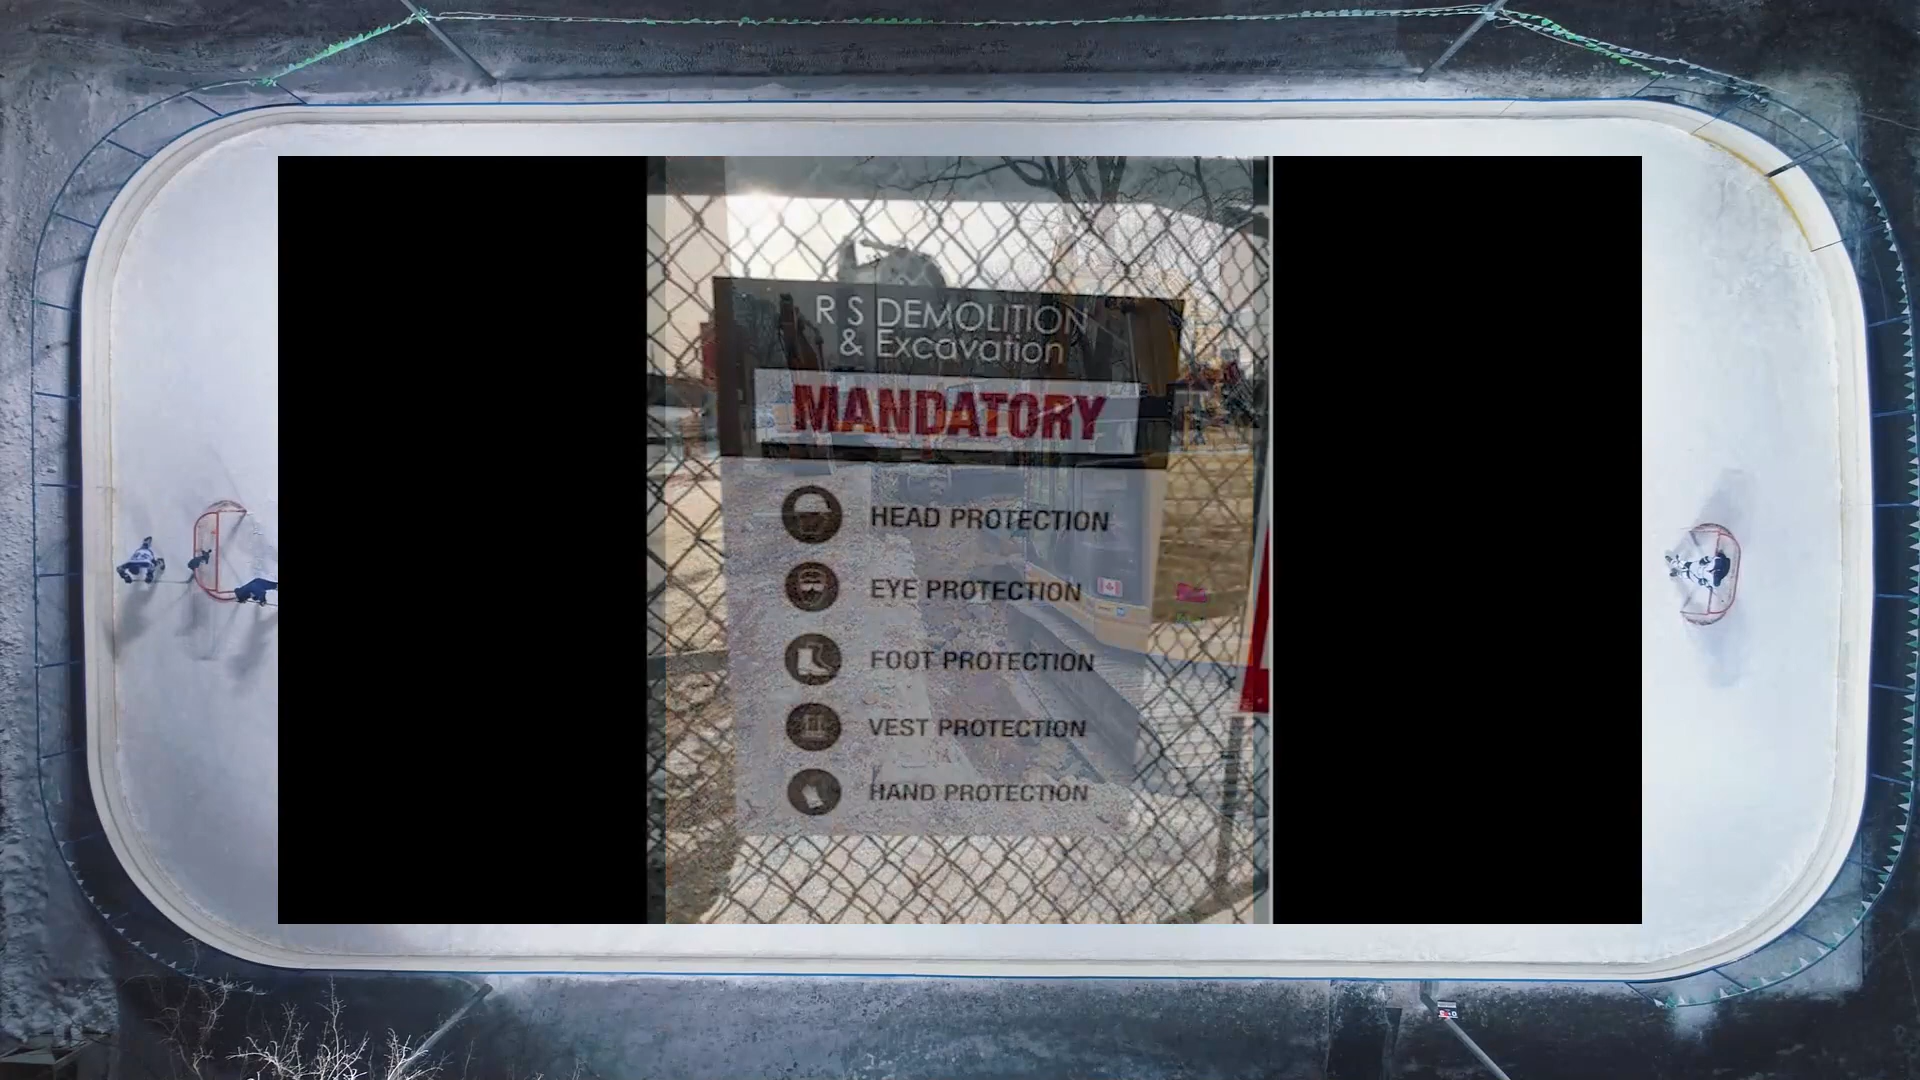 R S DEMOLITION
& Excavation
MANDATORY
HEAD PROTECTION
EYE PROTECTION
FOOT PROTECTION
VEST PROTECTION
HAND PROTECTION